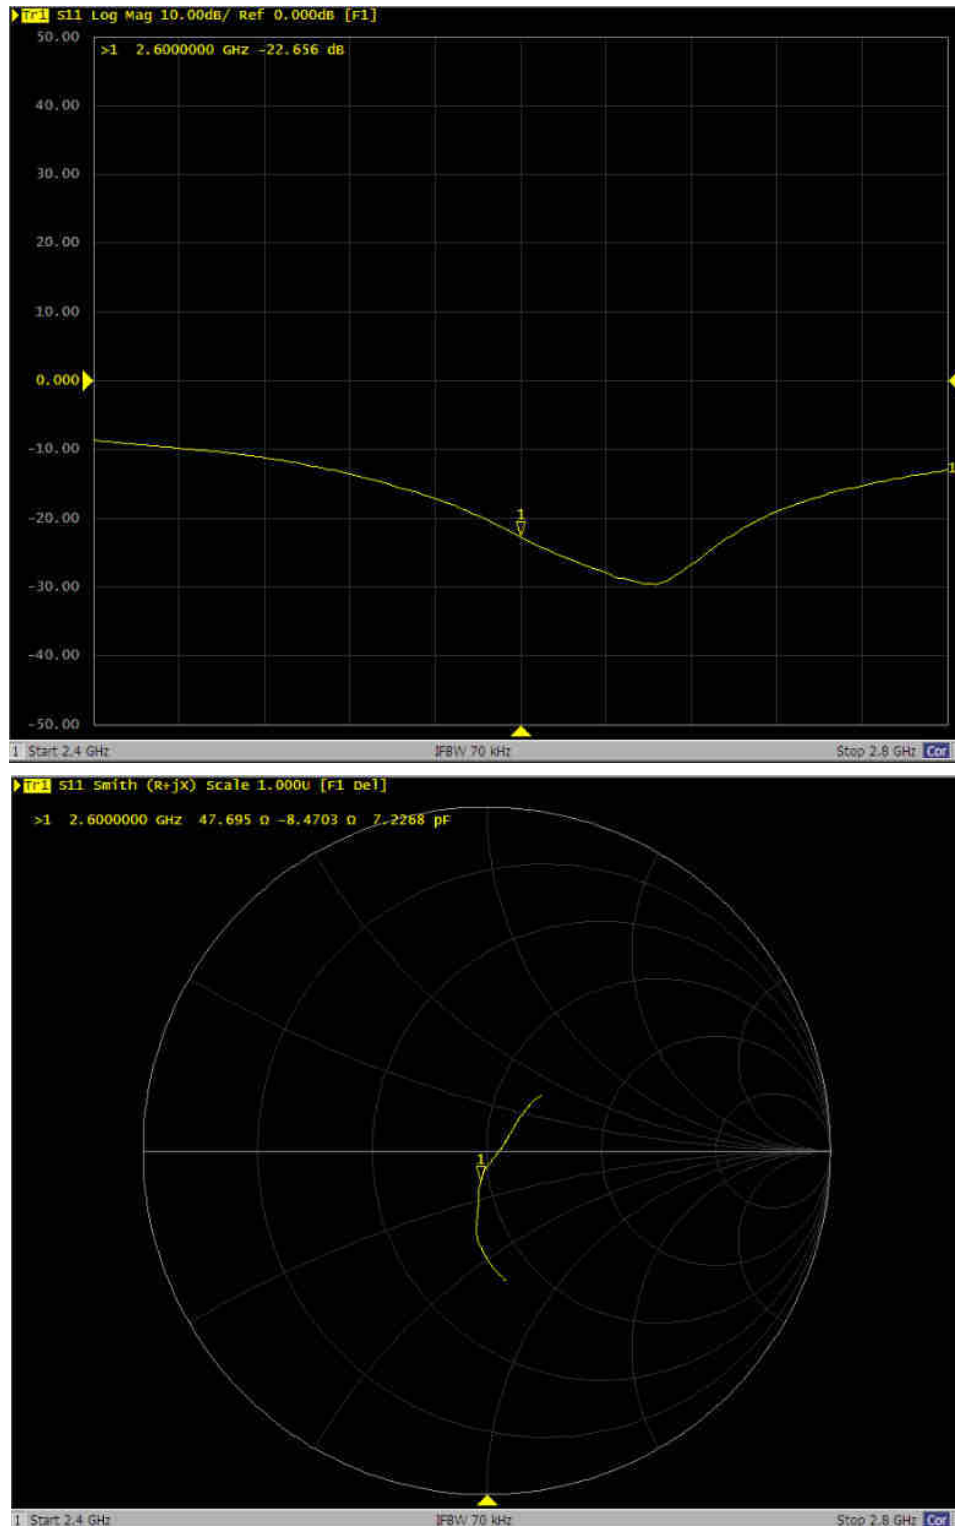 Tr1 S11 Log Mag 10.00dB/ Ref 0.000dB [F1]
50.00
>1 2.6000000 GHz -22.656 dB
40.00
30.00
20.00
10.00
0.000
-10.00
1
-20.00
1
-30.00
-40.00
-50.00
1 Start 2.4 GHz IFBW 70 kHz Stop 2.8 GHz Cor
Tr1 S11 Smith (R+jX) Scale 1.000U [F1 Del]
>1 2.6000000 GHz 47.695 Ω -8.4703 Ω 7.2268 pF
1
1 Start 2.4 GHz IFBW 70 kHz Stop 2.8 GHz Cor